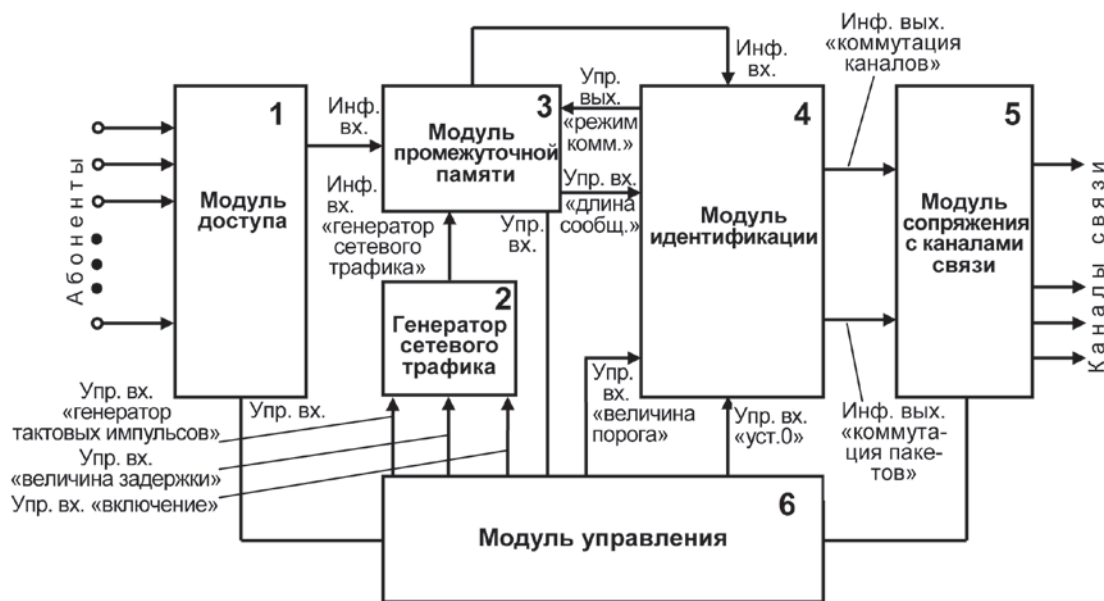 Абоненты
1
Модуль
доступа
Инф.
вх.
3
Модуль
промежуточной
памяти
Инф.
вх.
«генератор
сетевого
трафика»
2
Генератор
сетевого
трафика
Упр.
вх.
Инф.
вх.
Упр.
вых.
«режим
комм.»
Упр. вх.
«длина
сообщ.»
4
Модуль
идентификации
Инф. вых.
«коммутация
каналов»
5
Модуль
сопряжения
с каналами
связи
Каналы связи
Упр. вх.
«генератор
тактовых импульсов»
Упр. вх.
Упр. вх.
«величина задержки»
Упр. вх. «включение»
Упр.
вх.
«величина
порога»
Упр. вх.
«уст.0»
Инф. вых.
«коммута-
ция паке-
тов»
6
Модуль управления